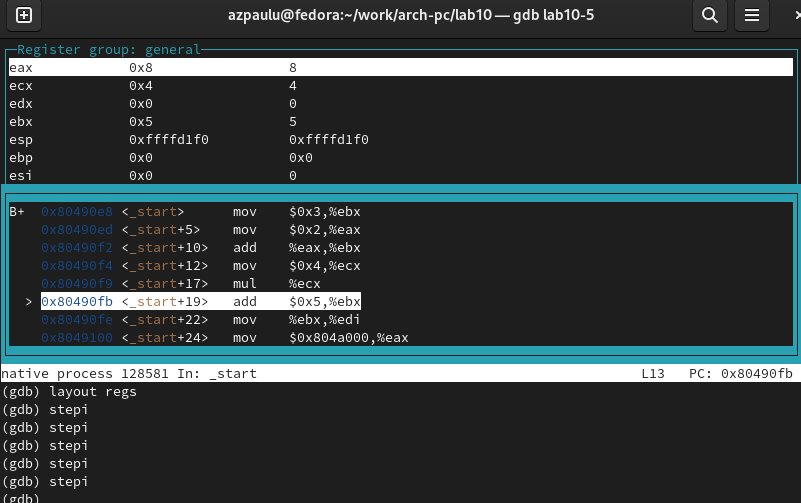 azpaulu@fedora:~/work/arch-pc/lab10 — gdb lab10-5
Register group: general
eax 0x8 8
ecx 0x4 4
edx 0x0 0
ebx 0x5 5
esp 0xffffd1f0 0xffffd1f0
ebp 0x0 0x0
esi 0x0 0
B+ 0x80490e8 <_start> mov $0x3,%ebx
0x80490ed <_start+5> mov $0x2,%eax
0x80490f2 <_start+10> add %eax,%ebx
0x80490f4 <_start+12> mov $0x4,%ecx
0x80490f9 <_start+17> mul %ecx
> 0x80490fb <_start+19> add $0x5,%ebx
0x80490fe <_start+22> mov %ebx,%edi
0x8049100 <_start+24> mov $0x804a000,%eax
native process 128581 In: _start L13 PC: 0x80490fb
(gdb) layout regs
(gdb) stepi
(gdb) stepi
(gdb) stepi
(gdb) stepi
(gdb) stepi
(gdb)